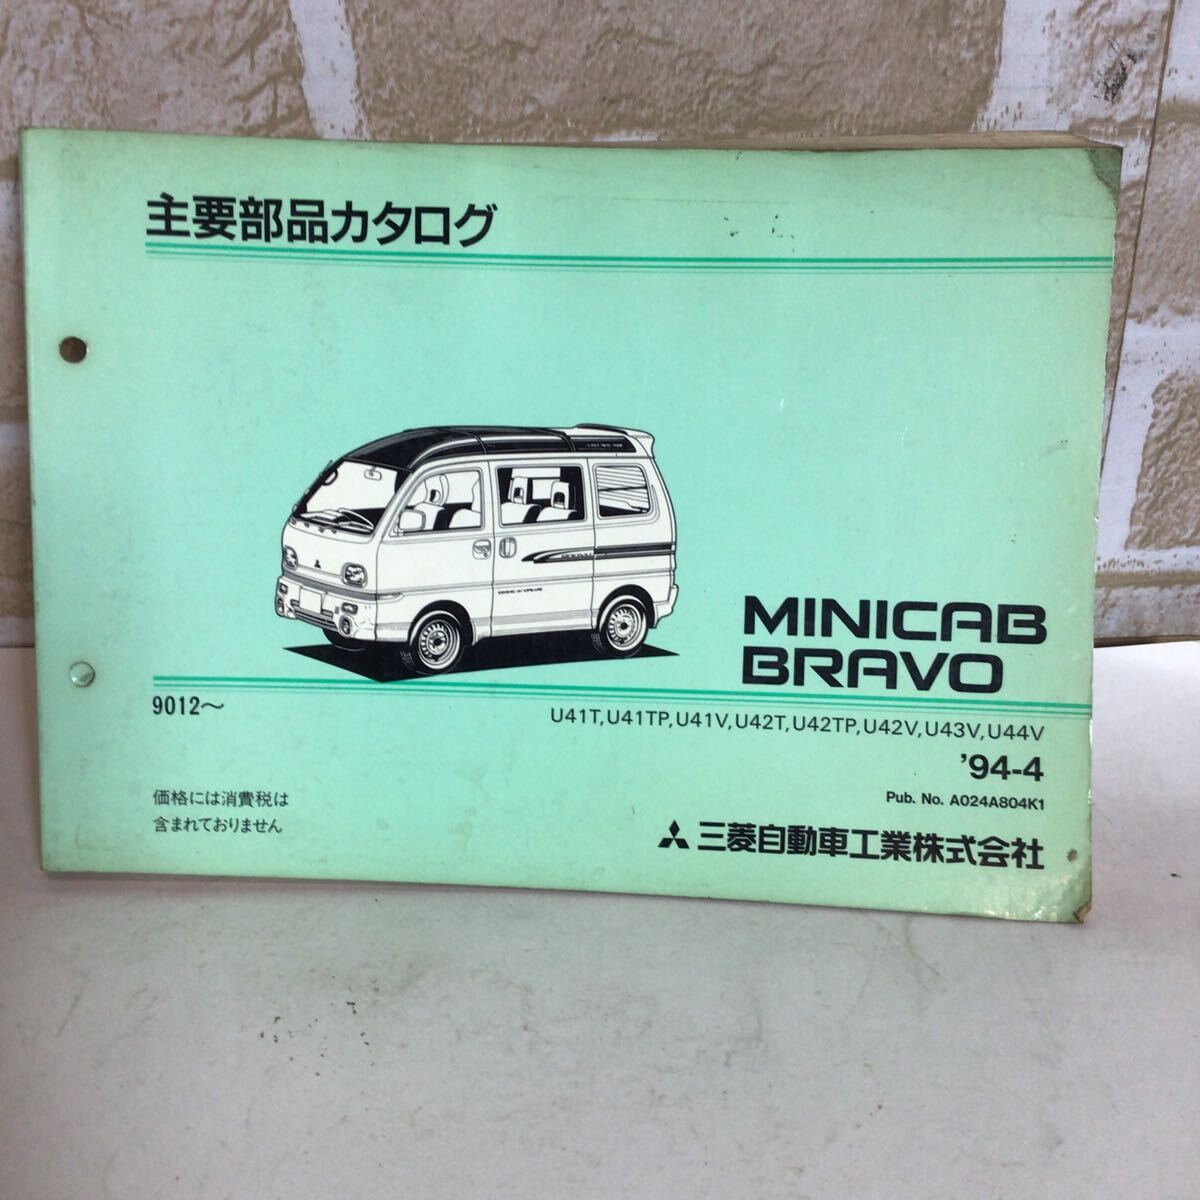 主要部品カタログ
MINICAB
BRAVO
9012～
U41T,U41TP,U41V,U42T,U42TP,U42V,U43V,U44V
'94-4
Pub. No. A024A804K1
価格には消費税は
含まれておりません
三菱自動車工業株式会社